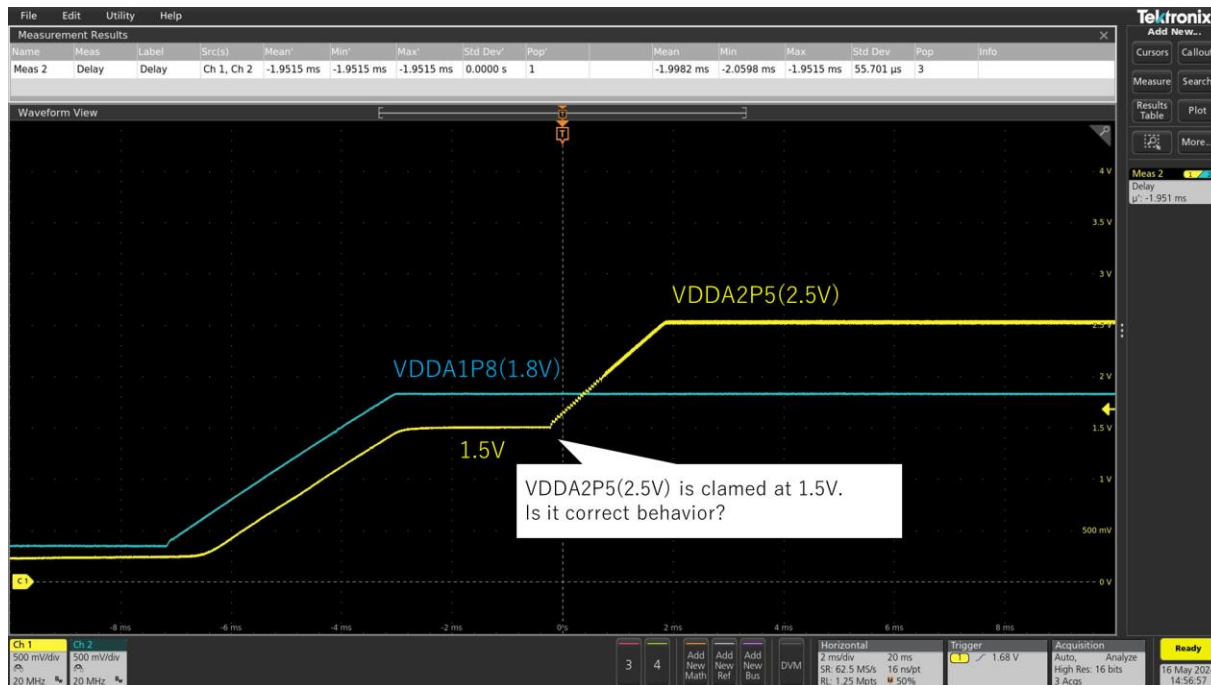 File Edit Utility Help
Tektronix
Measurement Results
Add New...
Name Meas Label Src(s) Mean' Min' Max' Std Dev' Pop' Mean Min Max Std Dev Pop Info
Meas 2 Delay Delay Ch 1, Ch 2 -1.9515 ms -1.9515 ms -1.9515 ms 0.0000 s 1 -1.9982 ms -2.0598 ms -1.9515 ms 55.701 µs 3
Cursors Callout
Measure Search
Results Table Plot
More...
Waveform View
T
T
Meas 2 1 2
Delay
µ': -1.951 ms
4 V
3.5 V
3 V
VDDA2P5(2.5V)
2.5 V
VDDA1P8(1.8V)
2 V
1.5V
1.5 V
VDDA2P5(2.5V) is clamed at 1.5V.
Is it correct behavior?
1 V
500 mV
C 1
0 V
-8 ms -6 ms -4 ms -2 ms 0 s 2 ms 4 ms 6 ms 8 ms
Ch 1
500 mV/div
20 MHz
Ch 2
500 mV/div
20 MHz
3 4
Add New Math
Add New Ref
Add New Bus
DVM
Horizontal
2 ms/div 20 ms
SR: 62.5 MS/s 16 ns/pt
RL: 1.25 Mpts 50%
Trigger
1 1.68 V
Acquisition
Auto, Analyze
High Res: 16 bits
3 Acqs
Ready
16 May 202
14:56:57